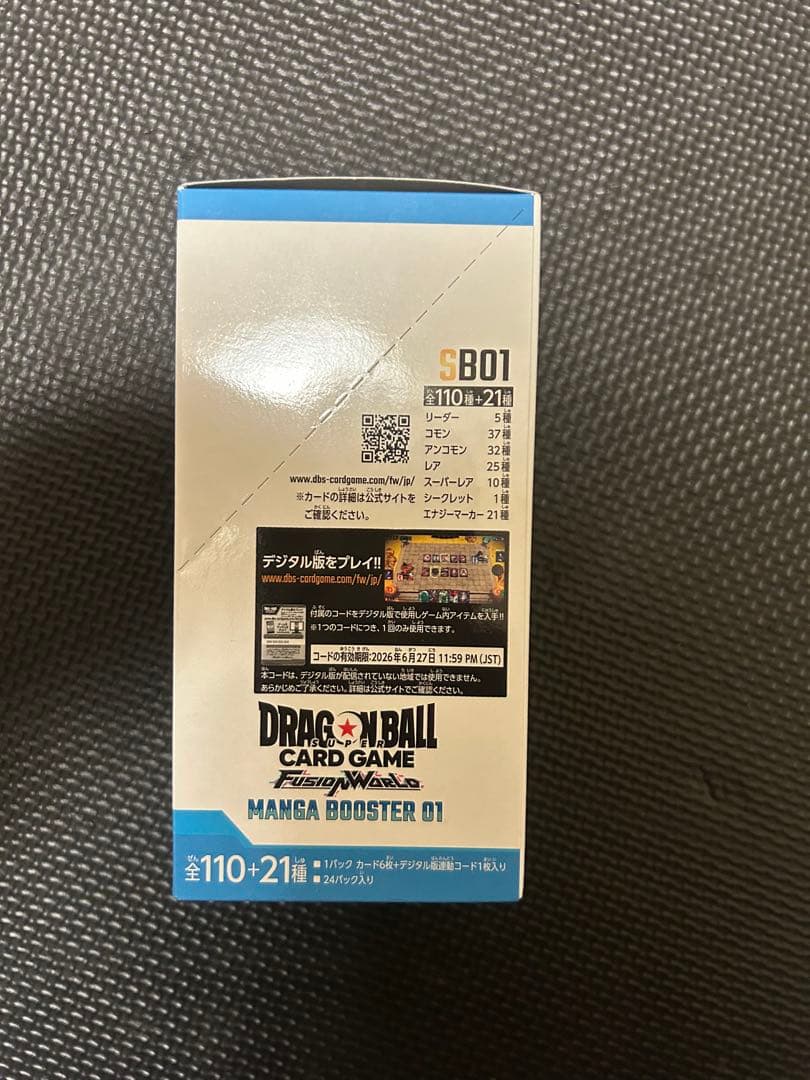 SB01
全110種+21種
リーダー 5種
コモン 37種
アンコモン 32種
レア 25種
スーパーレア 10種
シークレット 1種
エナジーマーカー 21種
www.dbs-cardgame.com/fw/jp/
※カードの詳細は公式サイトを
ご確認ください。
デジタル版をプレイ!!
www.dbs-cardgame.com/fw/jp/
付属のコードをデジタル版で使用しゲーム内アイテムを入手!!
※1つのコードにつき、1回のみ使用できます。
コードの有効期限:2026年6月27日 11:59 PM (JST)
本コードは、デジタル版が配信されていない地域では使用できません。
あらかじめご了承ください。詳細は公式サイトでご確認ください。
DRAGON BALL
SUPER
CARD GAME
FUSION WORLD
MANGA BOOSTER 01
全110+21種
■ 1パック カード6枚+デジタル版連動コード1枚入り
■ 24パック入り